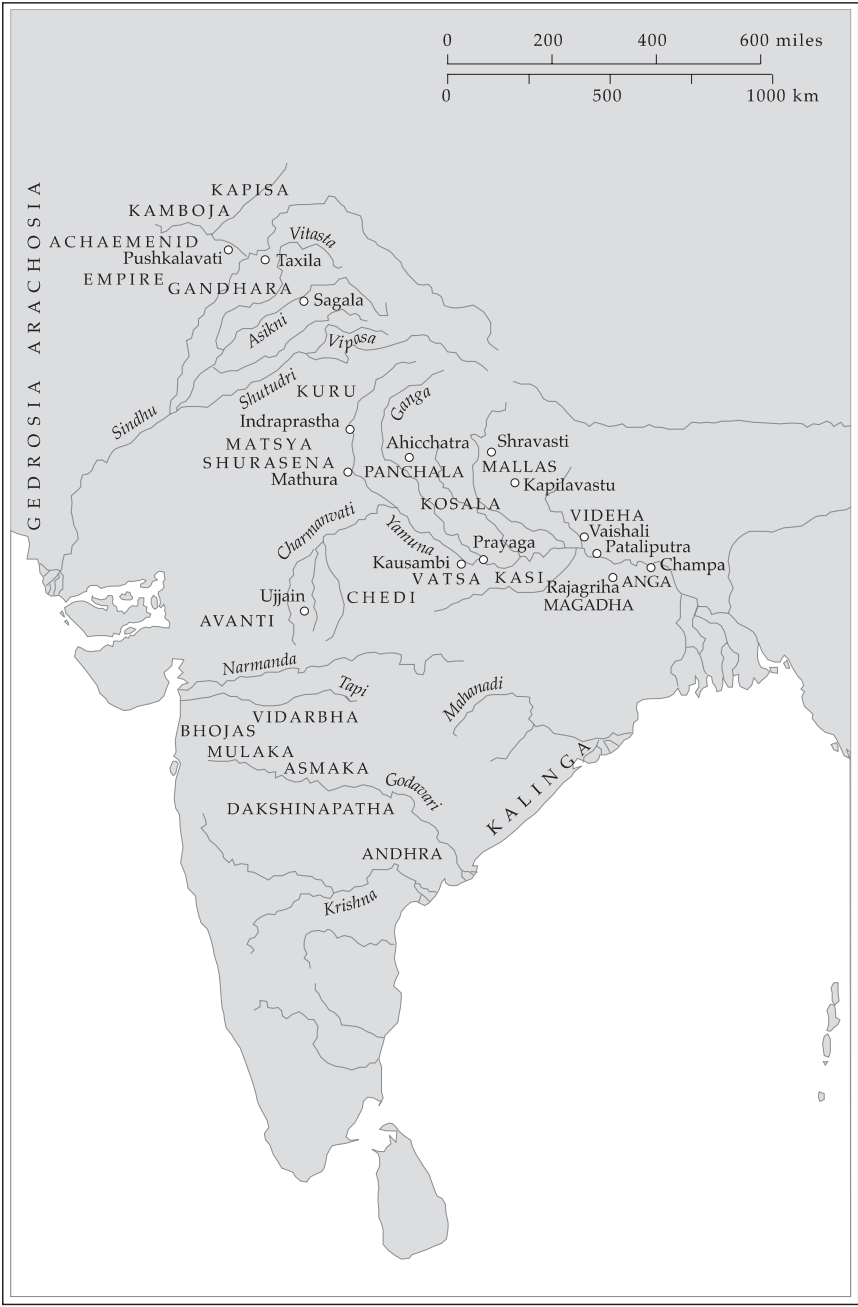 0 200 400 600 miles
0 500 1000 km
KAPISA
KAMBOJA
GEDROSIA ARACHOSIA
ACHAEMENID
EMPIRE
Vitasta
Pushkalavati
Taxila
GANDHARA
Sagala
Asikni
Vipasa
Shutudri
Sindhu
KURU
Ganga
Indraprastha
MATSYA
Ahicchatra
Shravasti
SHURASENA
Mathura
PANCHALA
MALLAS
Kapilavastu
KOSALA
Charmanvati
Yamuna
VIDEHA
Vaishali
Prayaga
Pataliputra
Kausambi
Champa
VATSA
KASI
Rajagriha
ANGA
MAGADHA
Ujjain
CHEDI
AVANTI
Narmanda
Tapi
Mahanadi
VIDARBHA
BHOJAS
MULAKA
ASMAKA
Godavari
KALINGA
DAKSHINAPATHA
ANDHRA
Krishna